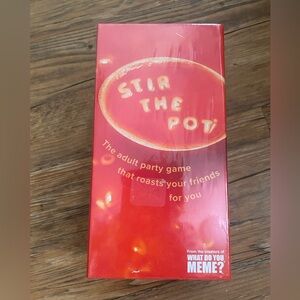 STIR
THE
POT
The adult party game
that roasts your friends
for you
From the creators of
WHAT DO YOU
MEME?